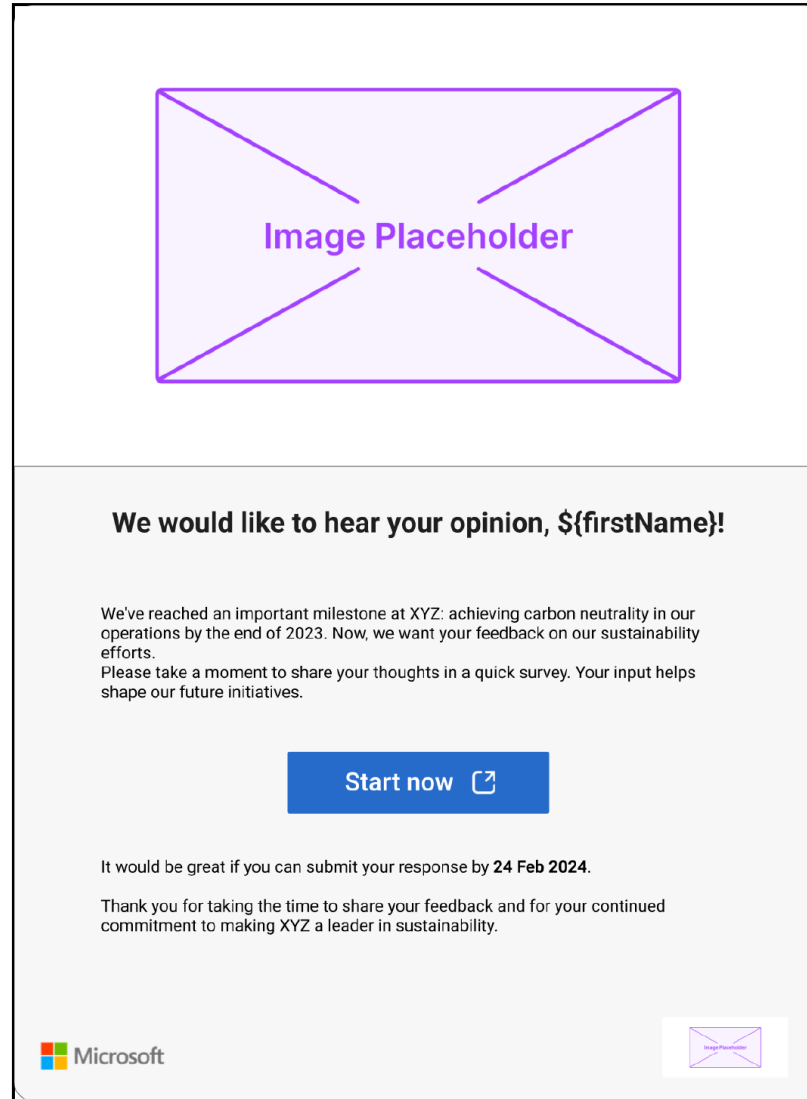 Image Placeholder
We would like to hear your opinion, ${firstName}!
We've reached an important milestone at XYZ: achieving carbon neutrality in our
operations by the end of 2023. Now, we want your feedback on our sustainability
efforts.
Please take a moment to share your thoughts in a quick survey. Your input helps
shape our future initiatives.
Start now
It would be great if you can submit your response by 24 Feb 2024.
Thank you for taking the time to share your feedback and for your continued
commitment to making XYZ a leader in sustainability.
Microsoft
Image Placeholder